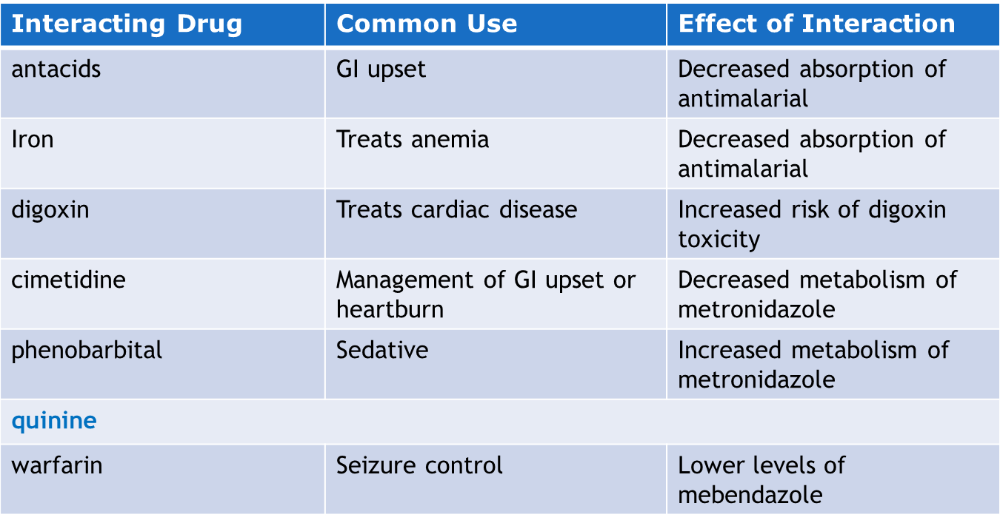 Interacting Drug Common Use Effect of Interaction
antacids GI upset Decreased absorption of
antimalarial
Iron Treats anemia Decreased absorption of
antimalarial
digoxin Treats cardiac disease Increased risk of digoxin
toxicity
cimetidine Management of GI upset or Decreased metabolism of
heartburn metronidazole
phenobarbital Sedative Increased metabolism of
metronidazole
quinine
warfarin Seizure control Lower levels of
mebendazole